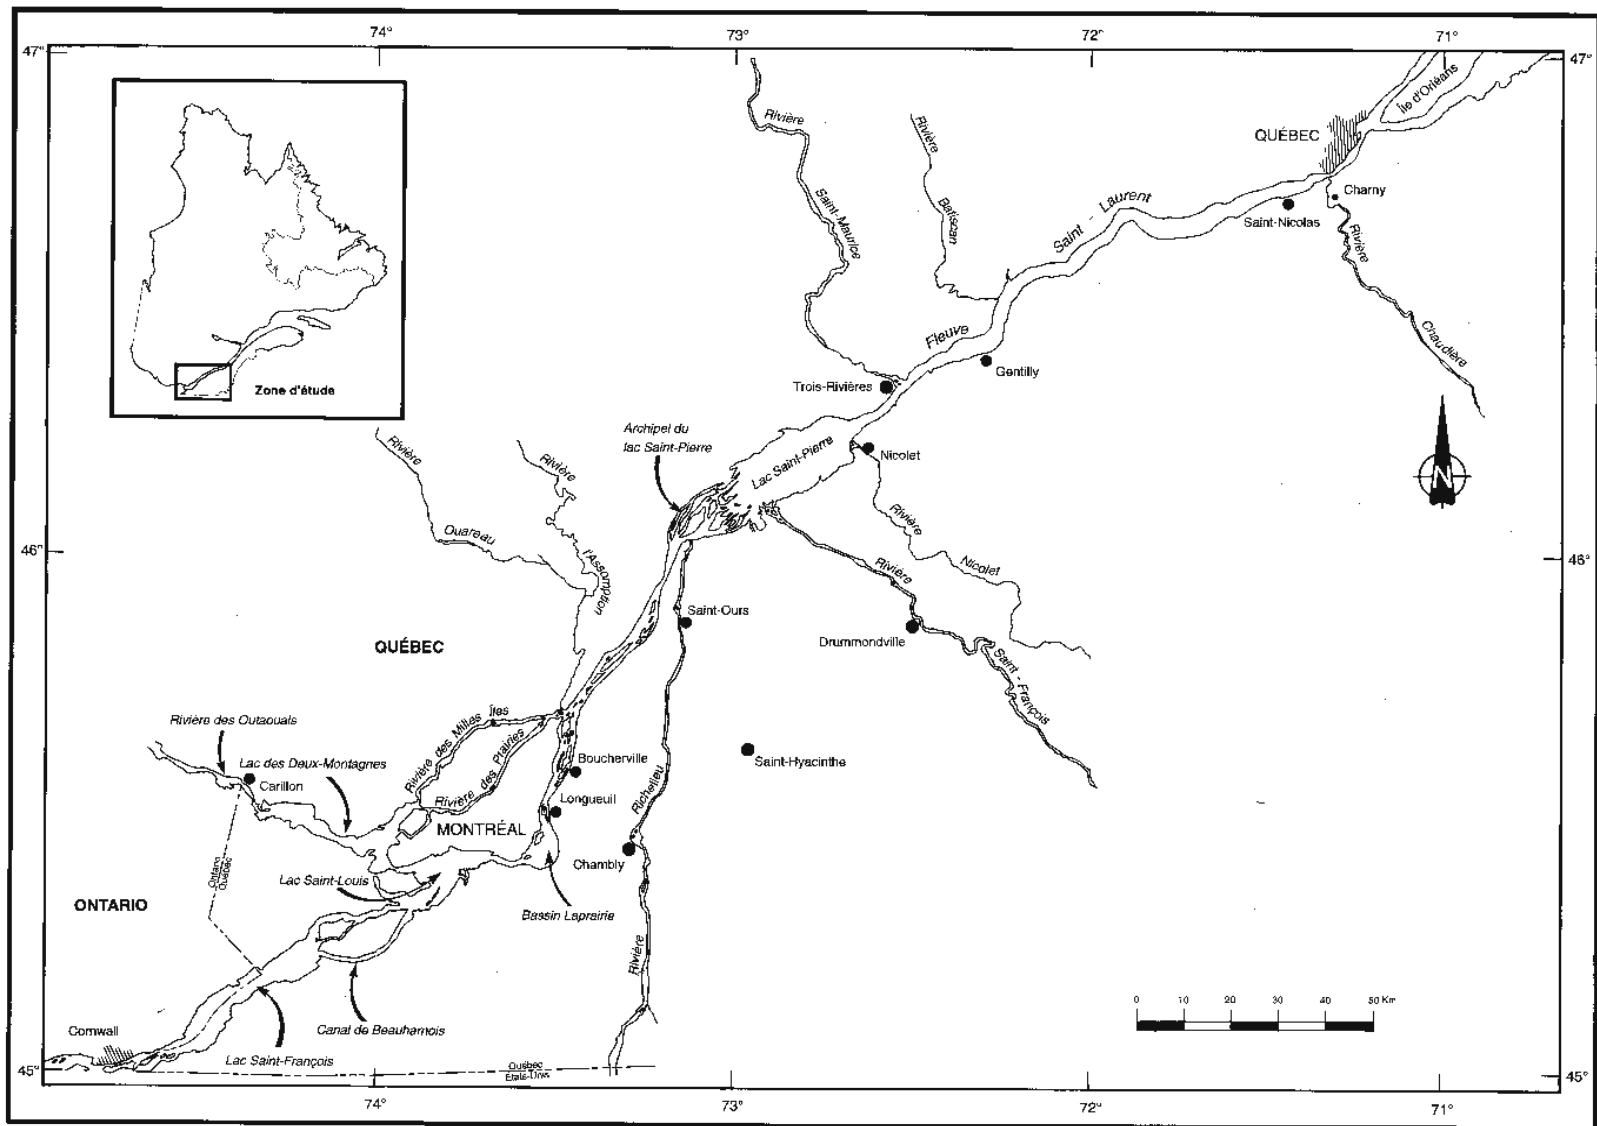 74°
73°
72°
71°
47°
47°
Île d'Orléans
QUÉBEC
Rivière
Rivière
Charny
Saint-Maurice
Batiscan
Saint - Laurent
Saint-Nicolas
Rivière
Chaudière
Fleuve
Gentilly
Trois-Rivières
Zone d'étude
Archipel du
lac Saint-Pierre
Lac Saint-Pierre
Nicolet
Rivière
Rivière
N
Rivière
Ouareau
l'Assomption
46°
46°
Rivière
Nicolet
Saint-Ours
Drummondville
Saint - François
QUÉBEC
Rivière des Outaouais
Rivière des Milles Îles
Rivière des Prairies
Lac des Deux-Montagnes
Carillon
Boucherville
Saint-Hyacinthe
Longueuil
MONTRÉAL
Richelieu
Chambly
Ontario
Québec
Lac Saint-Louis
ONTARIO
Bassin Laprairie
Rivière
0 10 20 30 40 50 Km
Canal de Beauharnois
Cornwall
Lac Saint-François
Québec
États-Unis
45°
45°
74°
73°
72°
71°